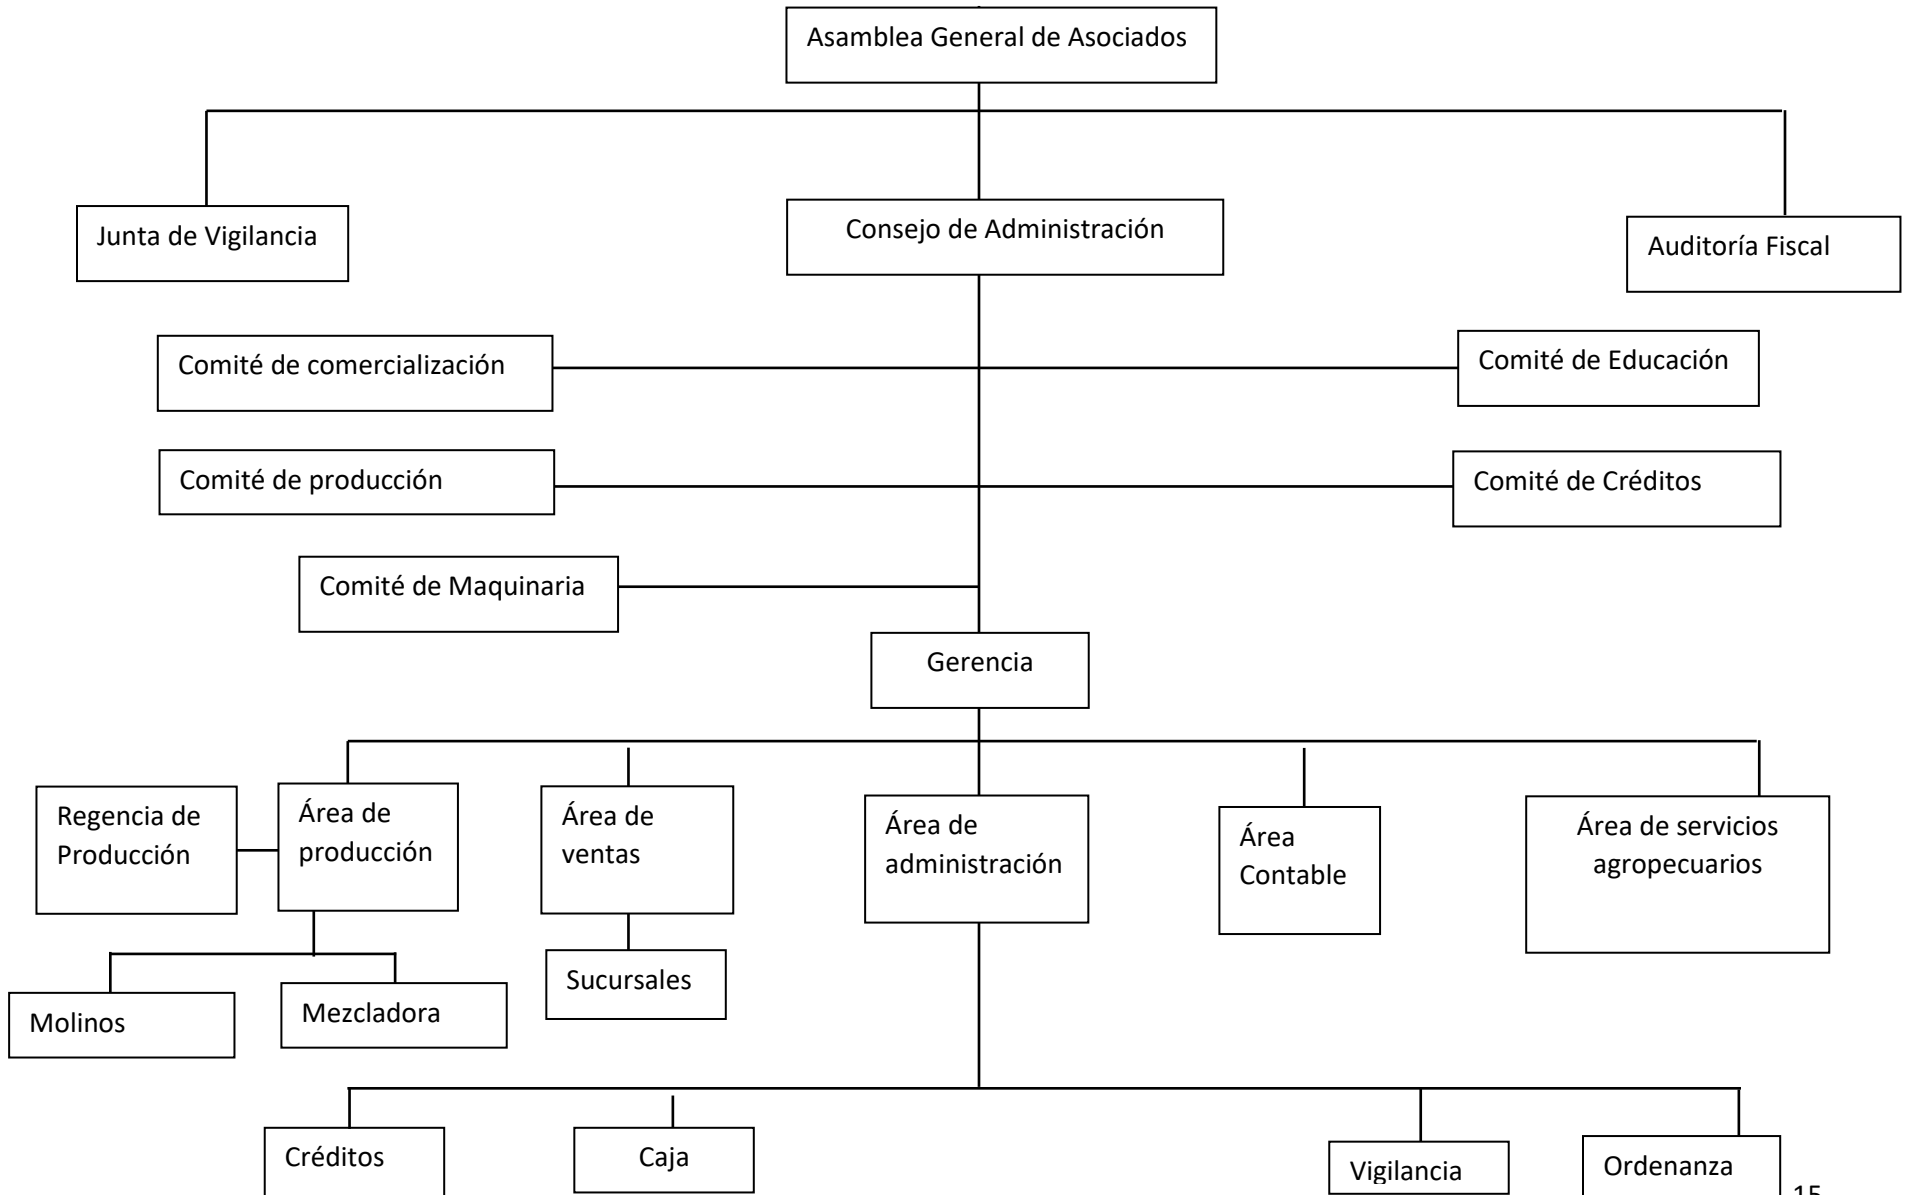 Asamblea General de Asociados
Junta de Vigilancia
Consejo de Administración
Auditoría Fiscal
Comité de comercialización
Comité de Educación
Comité de producción
Comité de Créditos
Comité de Maquinaria
Gerencia
Regencia de
Producción
Área de
producción
Área de
ventas
Área de
administración
Área
Contable
Área de servicios
agropecuarios
Molinos
Mezcladora
Sucursales
Créditos
Caja
Vigilancia
Ordenanza
15